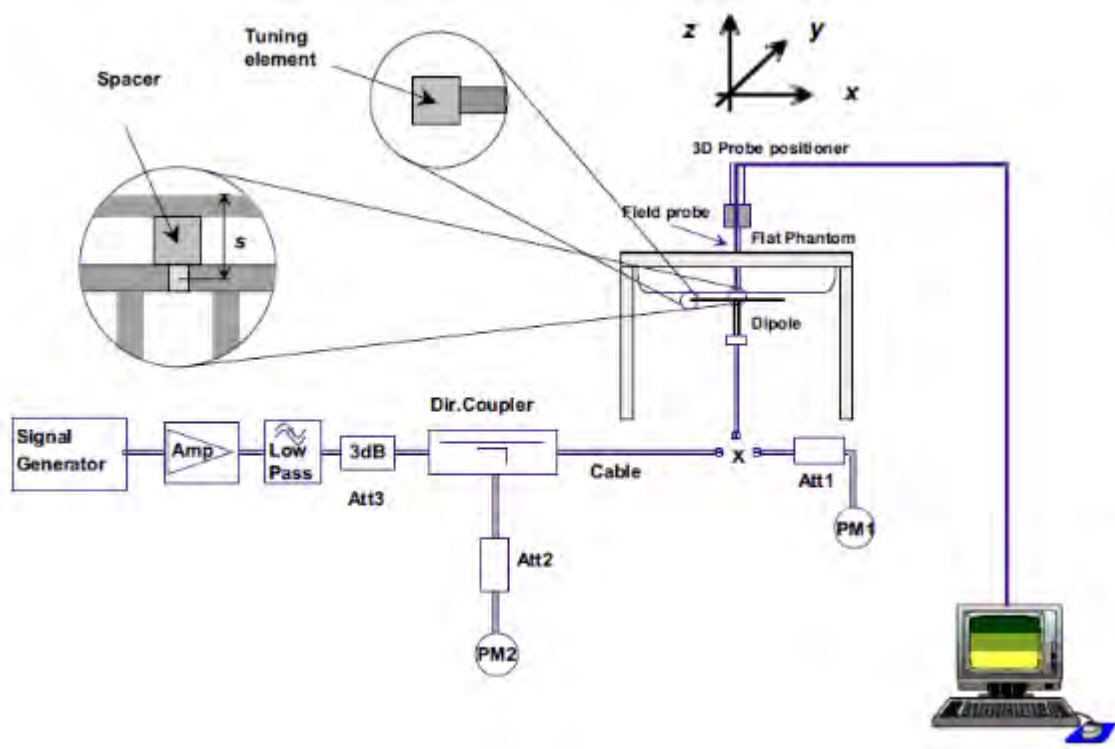 Tuning
element
Spacer
s
z
y
x
3D Probe positioner
Field probe
Flat Phantom
Dipole
Dir.Coupler
Signal
Generator
Amp
Low
Pass
3dB
Att3
Cable
X
Att1
PM1
Att2
PM2